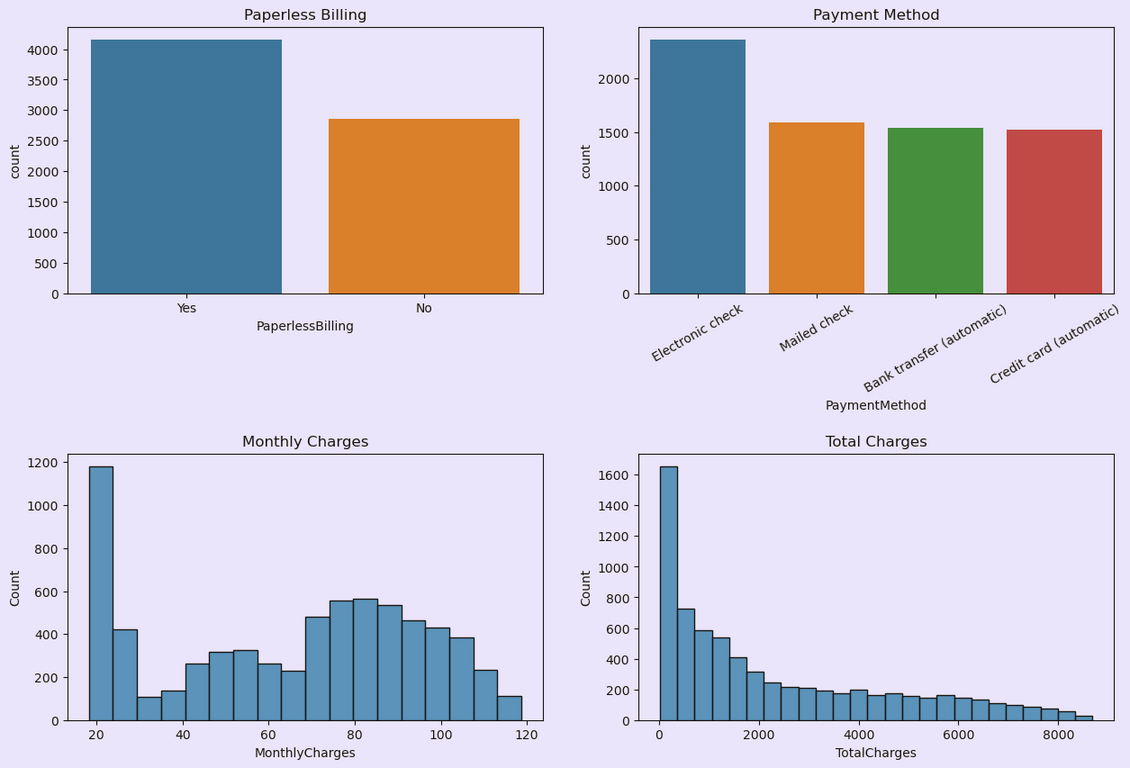 Paperless Billing
4000
3500
3000
2500
2000
1500
1000
500
0
count
Yes
No
PaperlessBilling
Payment Method
2000
1500
1000
500
0
count
Electronic check
Mailed check
Bank transfer (automatic)
Credit card (automatic)
PaymentMethod
Monthly Charges
1200
1000
800
600
400
200
0
Count
20
40
60
80
100
120
MonthlyCharges
Total Charges
1600
1400
1200
1000
800
600
400
200
0
Count
0
2000
4000
6000
8000
TotalCharges